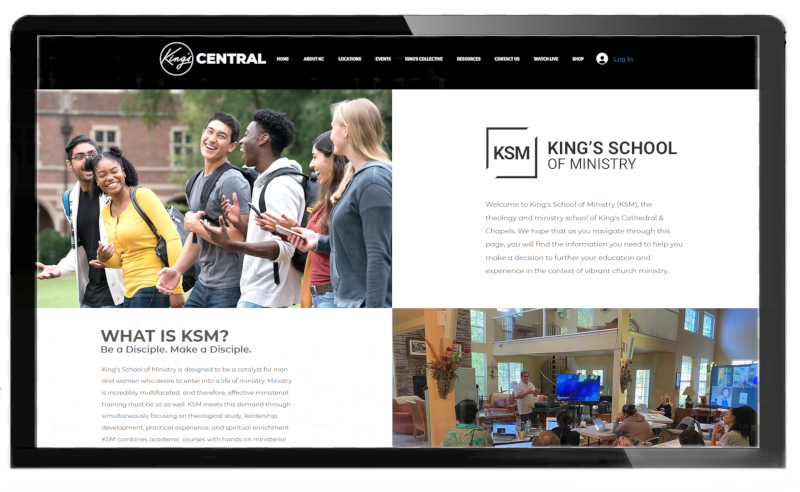 King's CENTRAL
HOME ABOUT KC LOCATIONS EVENTS KING'S COLLECTIVE RESOURCES CONTACT US WATCH LIVE SHOP Log In
KSM KING'S SCHOOL
OF MINISTRY
Welcome to King's School of Ministry (KSM), the
theology and ministry school of King's Cathedral &
Chapels. We hope that as you navigate through this
page, you will find the information you need to help you
make a decision to further your education and
experience in the context of vibrant church ministry.
WHAT IS KSM?
Be a Disciple. Make a Disciple.
King's School of Ministry is designed to be a catalyst for men
and women who desire to enter into a life of ministry. Ministry
is incredibly multifaceted, and therefore, effective ministerial
training must be so as well. KSM meets this demand through
simultaneously focusing on theological study, leadership
development, practical experience, and spiritual enrichment.
KSM combines academic courses with hands on ministerial